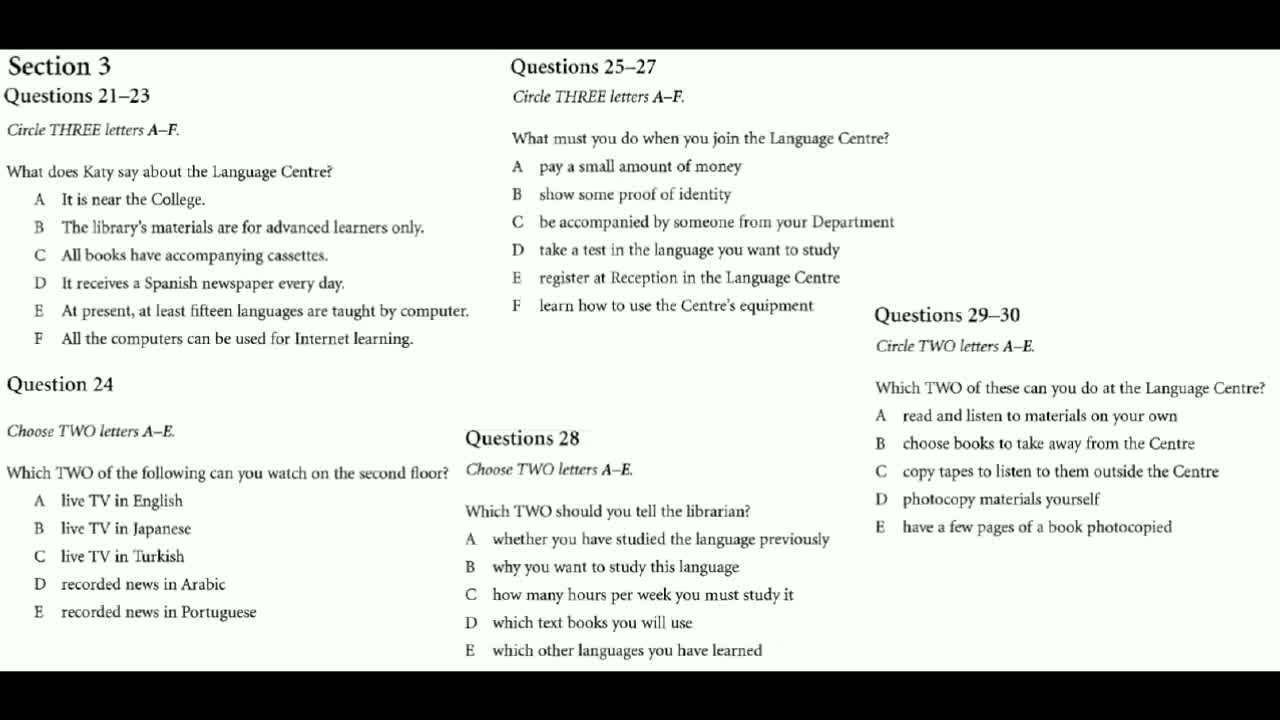 Section 3
Questions 21–23
Circle THREE letters A–F.
What does Katy say about the Language Centre?
A It is near the College.
B The library's materials are for advanced learners only.
C All books have accompanying cassettes.
D It receives a Spanish newspaper every day.
E At present, at least fifteen languages are taught by computer.
F All the computers can be used for Internet learning.
Question 24
Choose TWO letters A–E.
Which TWO of the following can you watch on the second floor?
A live TV in English
B live TV in Japanese
C live TV in Turkish
D recorded news in Arabic
E recorded news in Portuguese
Questions 25–27
Circle THREE letters A–F.
What must you do when you join the Language Centre?
A pay a small amount of money
B show some proof of identity
C be accompanied by someone from your Department
D take a test in the language you want to study
E register at Reception in the Language Centre
F learn how to use the Centre's equipment
Questions 28
Choose TWO letters A–E.
Which TWO should you tell the librarian?
A whether you have studied the language previously
B why you want to study this language
C how many hours per week you must study it
D which text books you will use
E which other languages you have learned
Questions 29–30
Circle TWO letters A–E.
Which TWO of these can you do at the Language Centre?
A read and listen to materials on your own
B choose books to take away from the Centre
C copy tapes to listen to them outside the Centre
D photocopy materials yourself
E have a few pages of a book photocopied